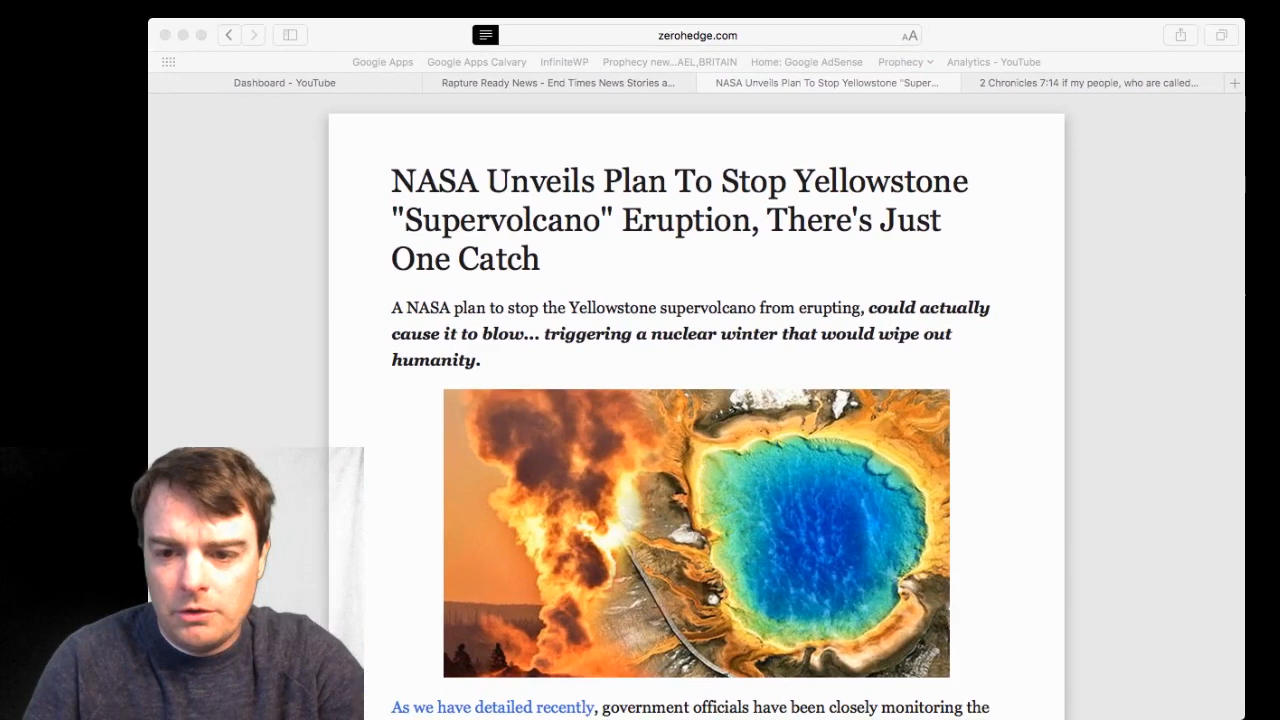 zerohedge.com
AA
Google Apps Google Apps Calvary InfiniteWP Prophecy new...AEL,BRITAIN Home: Google AdSense Prophecy Analytics - YouTube
Dashboard - YouTube Rapture Ready News - End Times News Stories a... NASA Unveils Plan To Stop Yellowstone "Super... 2 Chronicles 7:14 if my people, who are called...
NASA Unveils Plan To Stop Yellowstone
"Supervolcano" Eruption, There's Just
One Catch
A NASA plan to stop the Yellowstone supervolcano from erupting, could actually
cause it to blow... triggering a nuclear winter that would wipe out
humanity.
As we have detailed recently, government officials have been closely monitoring the